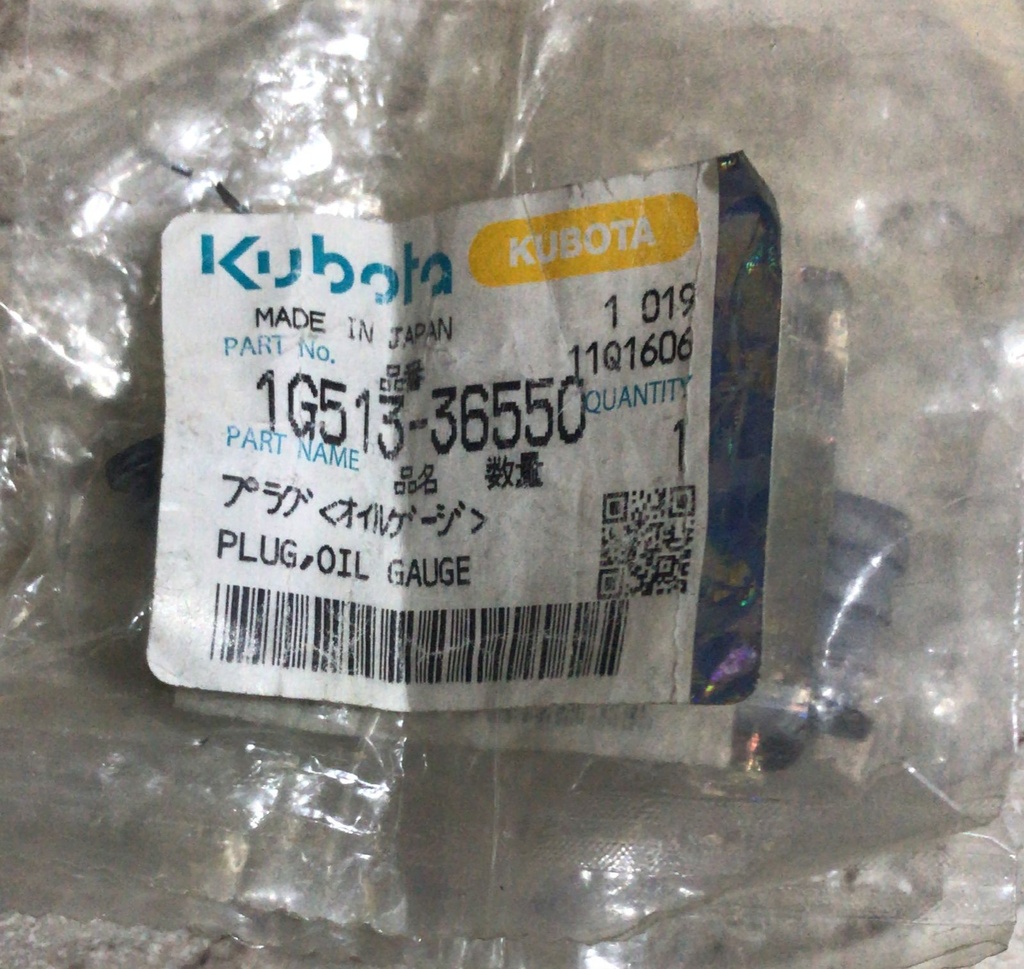 Kubota KUBOTA
MADE IN JAPAN 1 019
PART No. 品番 11Q1606
1G513-36550 QUANTITY
PART NAME 品名 数量 1
プラグ<オイルゲージ>
PLUG,OIL GAUGE